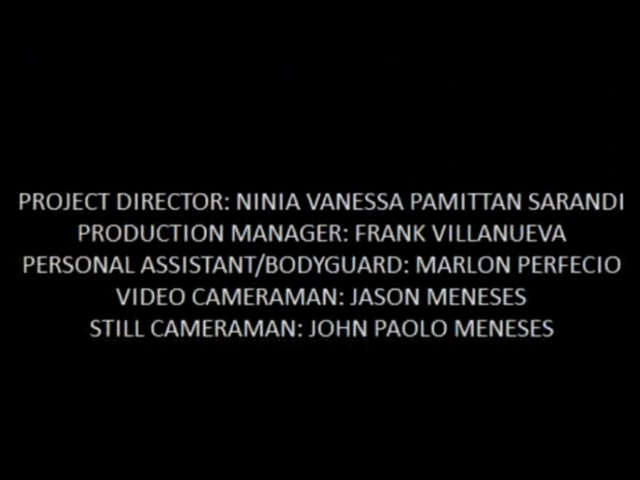 PROJECT DIRECTOR: NINIA VANESSA PAMITTAN SARANDI
PRODUCTION MANAGER: FRANK VILLANUEVA
PERSONAL ASSISTANT/BODYGUARD: MARLON PERFECIO
VIDEO CAMERAMAN: JASON MENESES
STILL CAMERAMAN: JOHN PAOLO MENESES